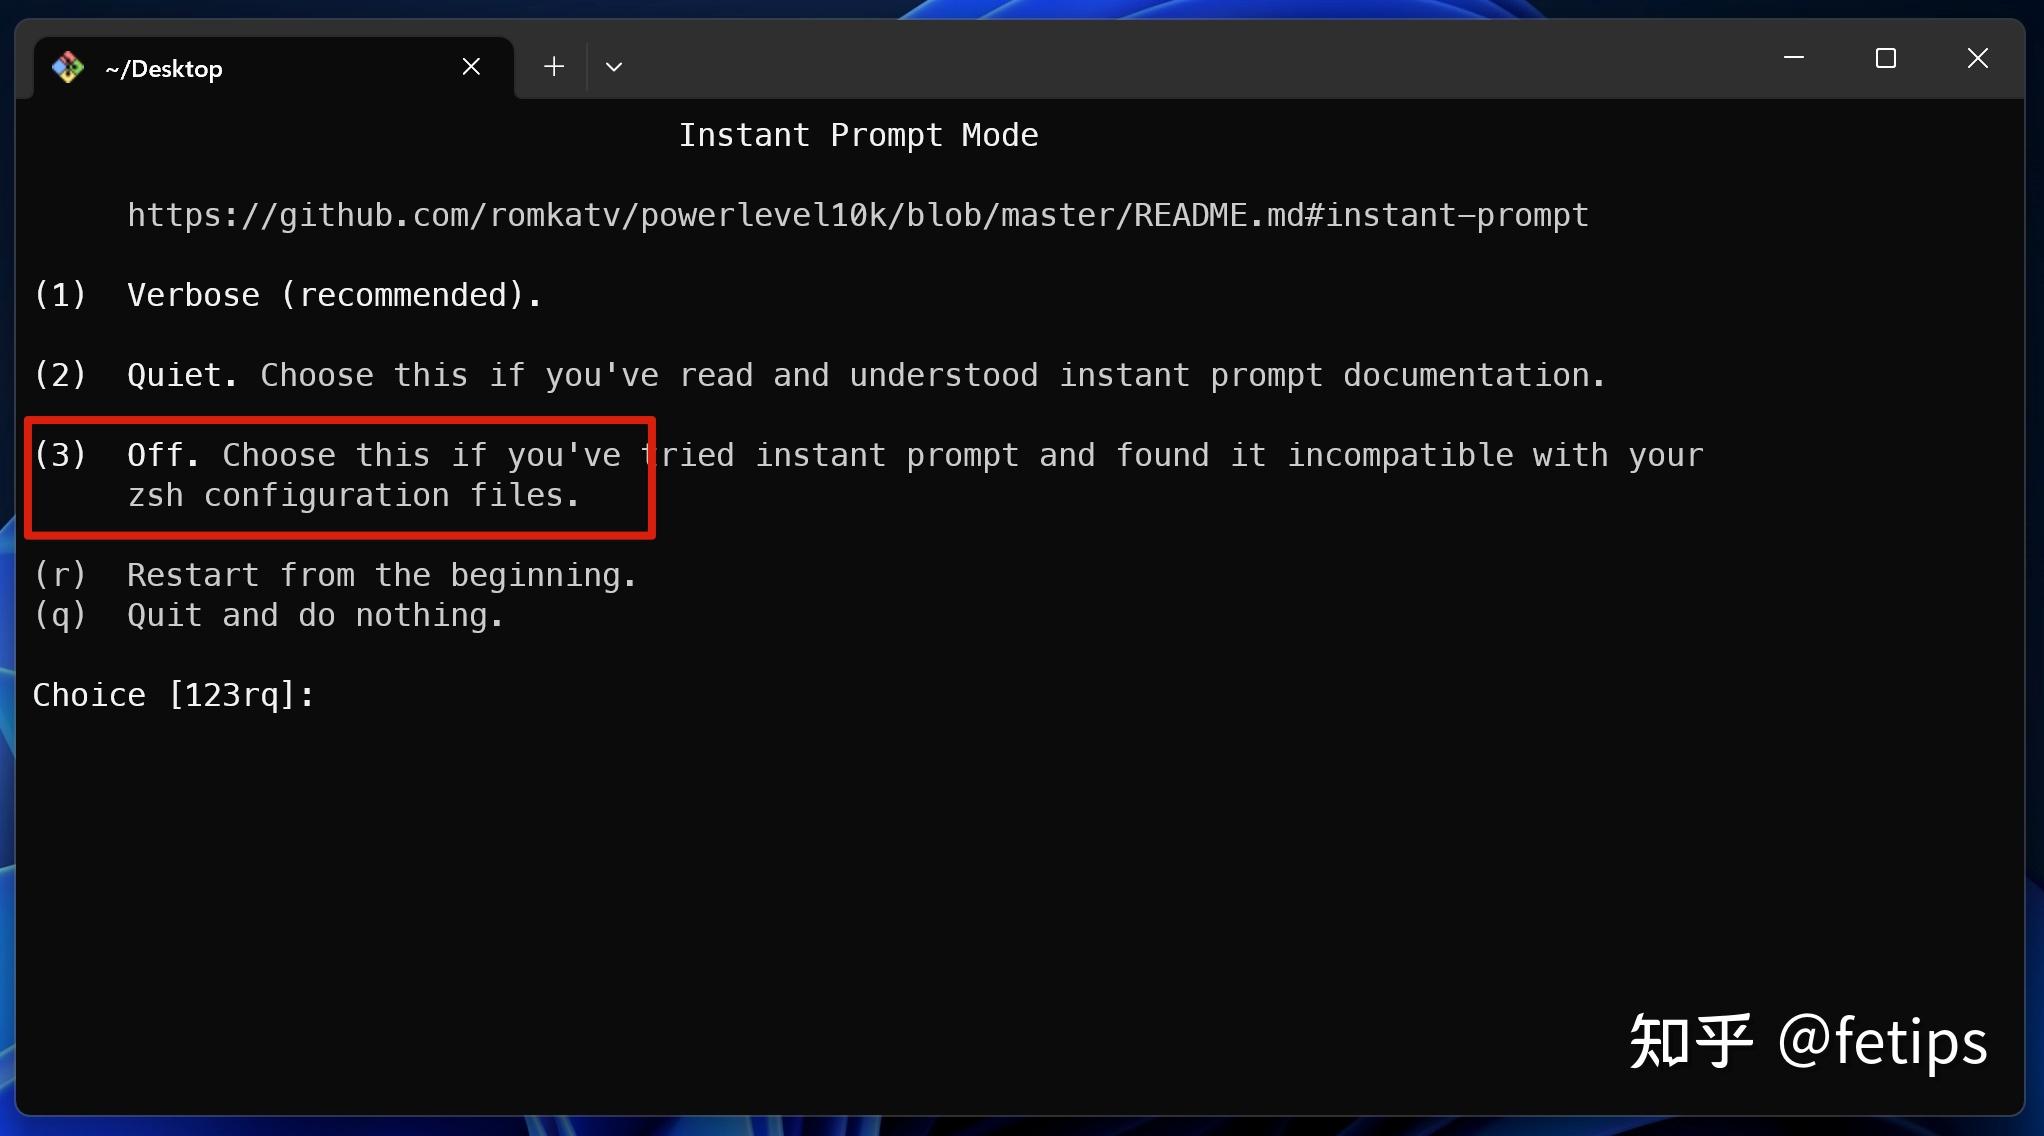 ~/Desktop
Instant Prompt Mode
https://github.com/romkatv/powerlevel10k/blob/master/README.md#instant-prompt
(1)  Verbose (recommended).
(2)  Quiet. Choose this if you've read and understood instant prompt documentation.
(3)  Off. Choose this if you've tried instant prompt and found it incompatible with your
zsh configuration files.
(r)  Restart from the beginning.
(q)  Quit and do nothing.
Choice [123rq]:
知乎 @fetips